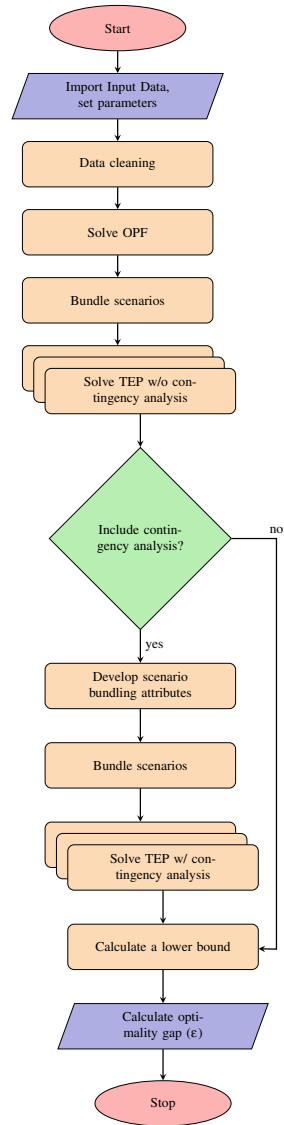 Start
Import Input Data,
set parameters
Data cleaning
Solve OPF
Bundle scenarios
Solve TEP w/o con-
tingency analysis
Include contin-
gency analysis?
no
yes
Develop scenario
bundling attributes
Bundle scenarios
Solve TEP w/ con-
tingency analysis
Calculate a lower bound
Calculate opti-
mality gap (ε)
Stop